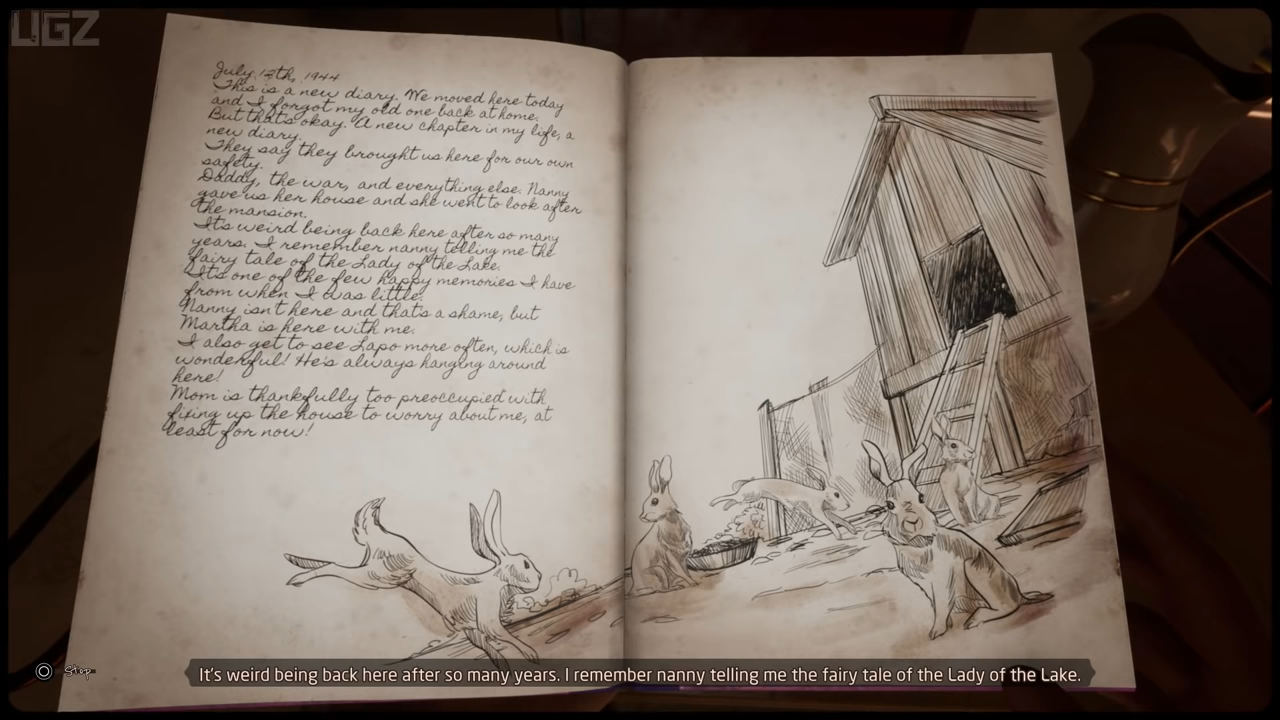 UGZ
July 13th, 1944
This is a new diary. We moved here today
and I forgot my old one back at home.
But that's okay. A new chapter in my life, a
new diary.
They say they brought us here for our own
safety.
Daddy, the war, and everything else. Nanny
gave us her house and she went to look after
the mansion.
It's weird being back here after so many
years. I remember nanny telling me the
fairy tale of the Lady of the Lake.
It's one of the few happy memories I have
from when I was little.
Nanny isn't here and that's a shame, but
Martha is here with me.
I also get to see Lapo more often, which is
wonderful! He's always hanging around
here!
Mom is thankfully too preoccupied with
fixing up the house to worry about me, at
least for now!
Stop
It's weird being back here after so many years. I remember nanny telling me the fairy tale of the Lady of the Lake.